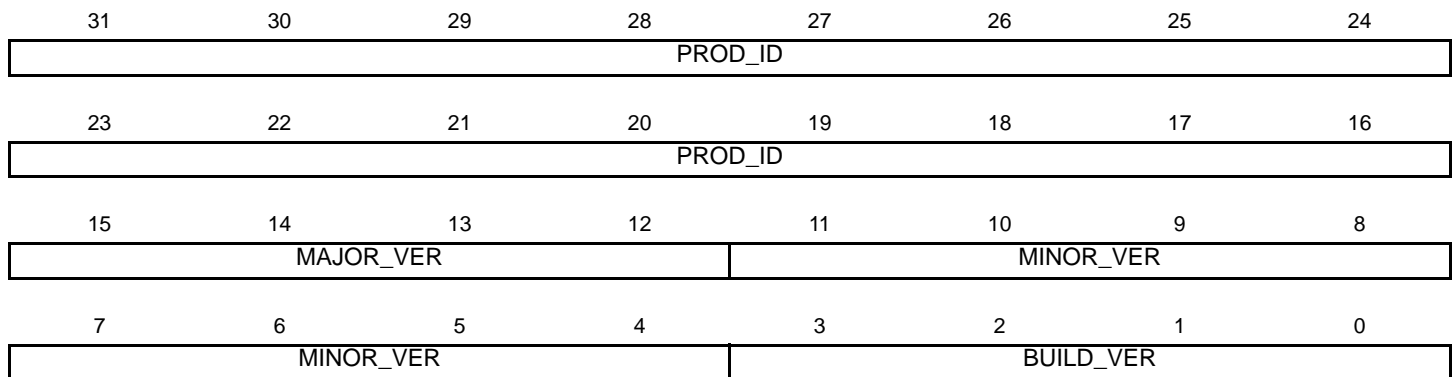 31 30 29 28 27 26 25 24
PROD_ID
23 22 21 20 19 18 17 16
PROD_ID
15 14 13 12 11 10 9 8
MAJOR_VER MINOR_VER
7 6 5 4 3 2 1 0
MINOR_VER BUILD_VER